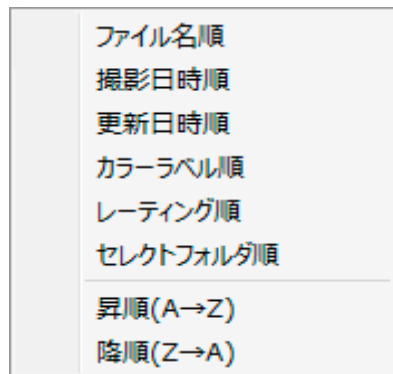 ファイル名順
撮影日時順
更新日時順
カラーラベル順
レーティング順
セレクトフォルダ順
昇順(A→Z)
降順(Z→A)